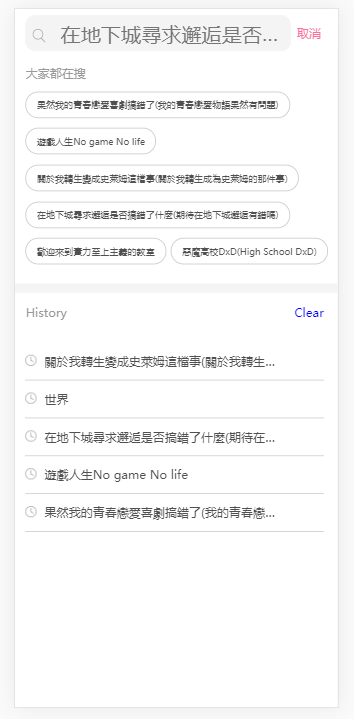 在地下城尋求邂逅是否...
取消
大家都在搜
果然我的青春戀愛喜劇搞錯了(我的青春戀愛物語果然有問題)
遊戲人生No game No life
關於我轉生變成史萊姆這檔事(關於我轉生成為史萊姆的那件事)
在地下城尋求邂逅是否搞錯了什麼(期待在地下城邂逅有錯嗎)
歡迎來到實力至上主義的教室
惡魔高校DxD(High School DxD)
History
Clear
關於我轉生變成史萊姆這檔事(關於我轉生...
世界
在地下城尋求邂逅是否搞錯了什麼(期待在...
遊戲人生No game No life
果然我的青春戀愛喜劇搞錯了(我的青春戀...